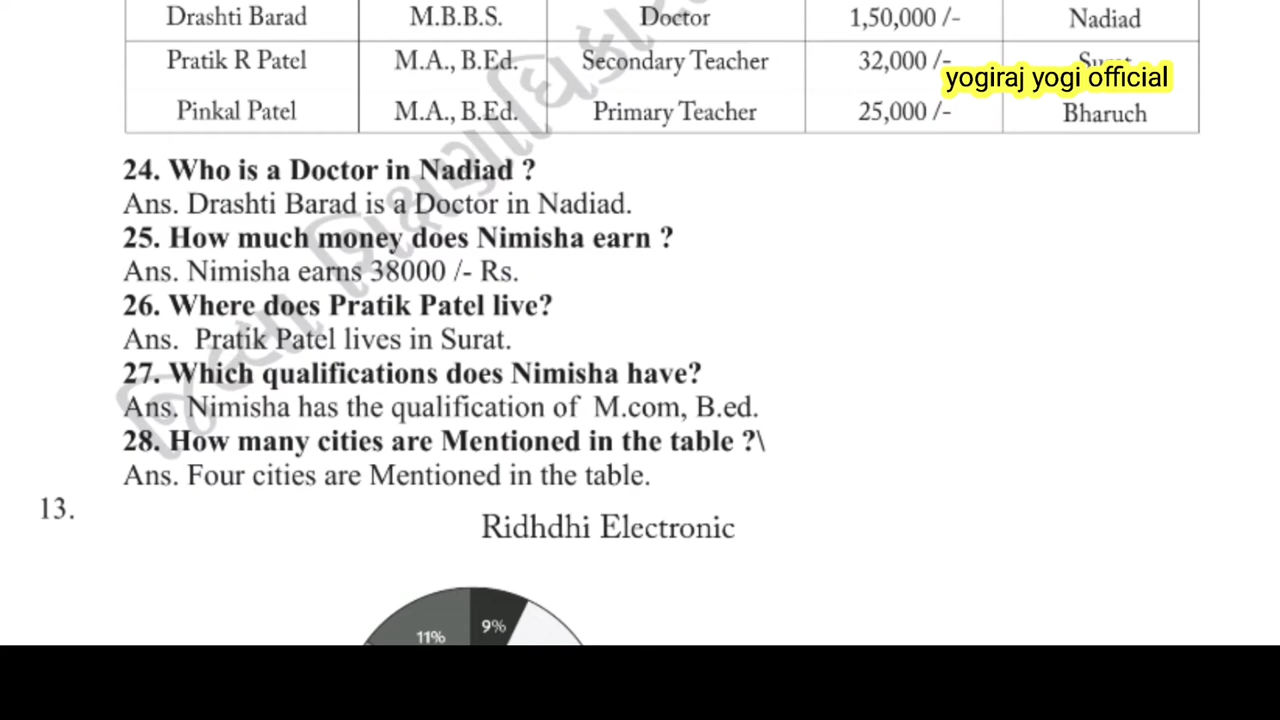 Drashti Barad M.B.B.S. Doctor 1,50,000 /- Nadiad
Pratik R Patel M.A., B.Ed. Secondary Teacher 32,000 /- Surat
yogiraj yogi official
Pinkal Patel M.A., B.Ed. Primary Teacher 25,000 /- Bharuch
24. Who is a Doctor in Nadiad ?
Ans. Drashti Barad is a Doctor in Nadiad.
25. How much money does Nimisha earn ?
Ans. Nimisha earns 38000 /- Rs.
26. Where does Pratik Patel live?
Ans. Pratik Patel lives in Surat.
27. Which qualifications does Nimisha have?
Ans. Nimisha has the qualification of M.com, B.ed.
28. How many cities are Mentioned in the table ?\
Ans. Four cities are Mentioned in the table.
13.
Ridhdhi Electronic
11% 9%